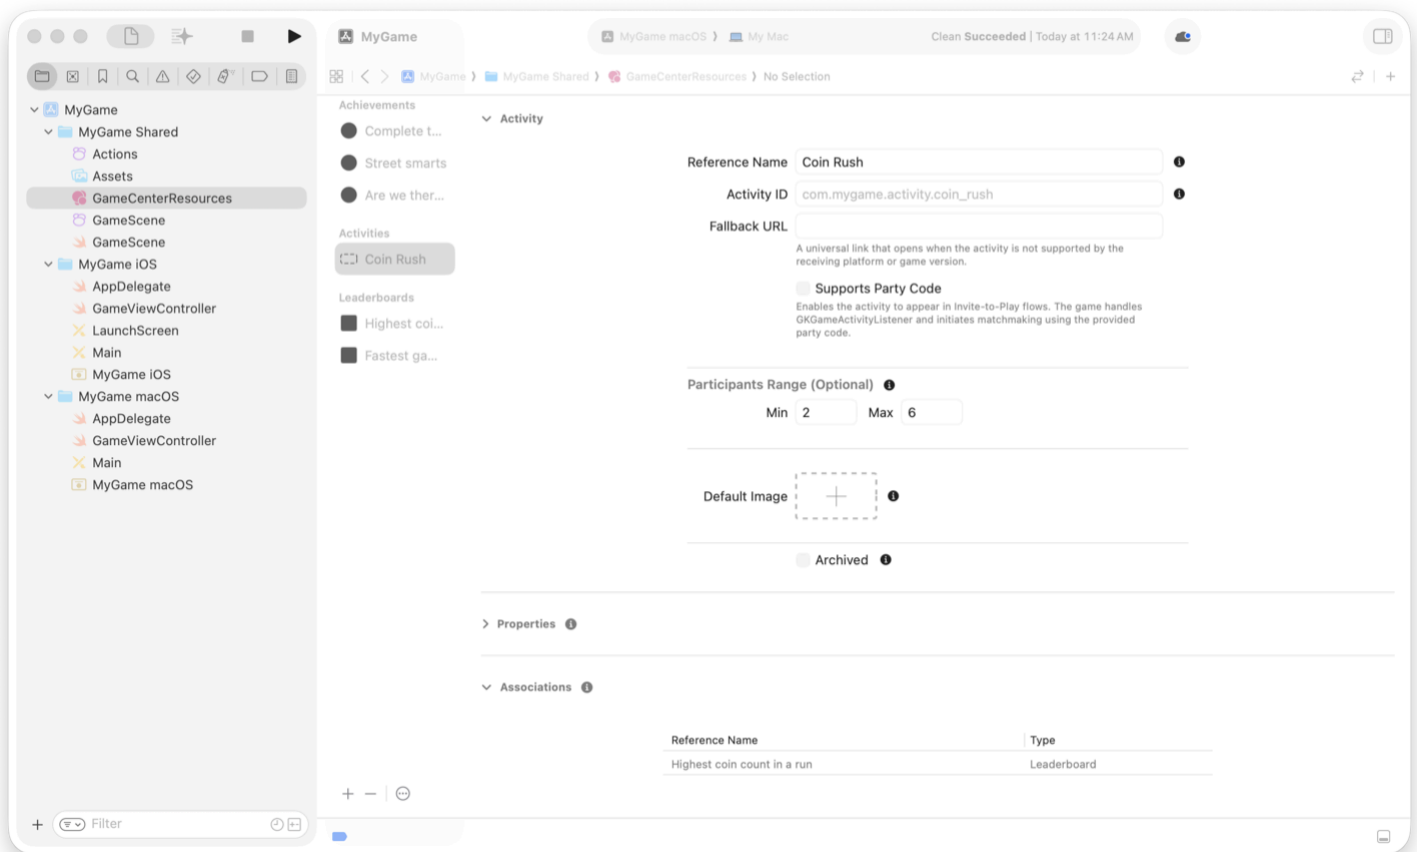 MyGame
MyGame macOS
My Mac
Clean Succeeded | Today at 11:24 AM
MyGame
MyGame Shared
GameCenterResources
No Selection
MyGame
MyGame Shared
Actions
Assets
GameCenterResources
GameScene
GameScene
MyGame iOS
AppDelegate
GameViewController
LaunchScreen
Main
MyGame iOS
MyGame macOS
AppDelegate
GameViewController
Main
MyGame macOS
Filter
Achievements
Complete t...
Street smarts
Are we ther...
Activities
Coin Rush
Leaderboards
Highest coi...
Fastest ga...
Activity
Reference Name Coin Rush
Activity ID com.mygame.activity.coin_rush
Fallback URL
A universal link that opens when the activity is not supported by the
receiving platform or game version.
Supports Party Code
Enables the activity to appear in Invite-to-Play flows. The game handles
GKGameActivityListener and initiates matchmaking using the provided
party code.
Participants Range (Optional)
Min 2 Max 6
Default Image
Archived
Properties
Associations
Reference Name Type
Highest coin count in a run Leaderboard